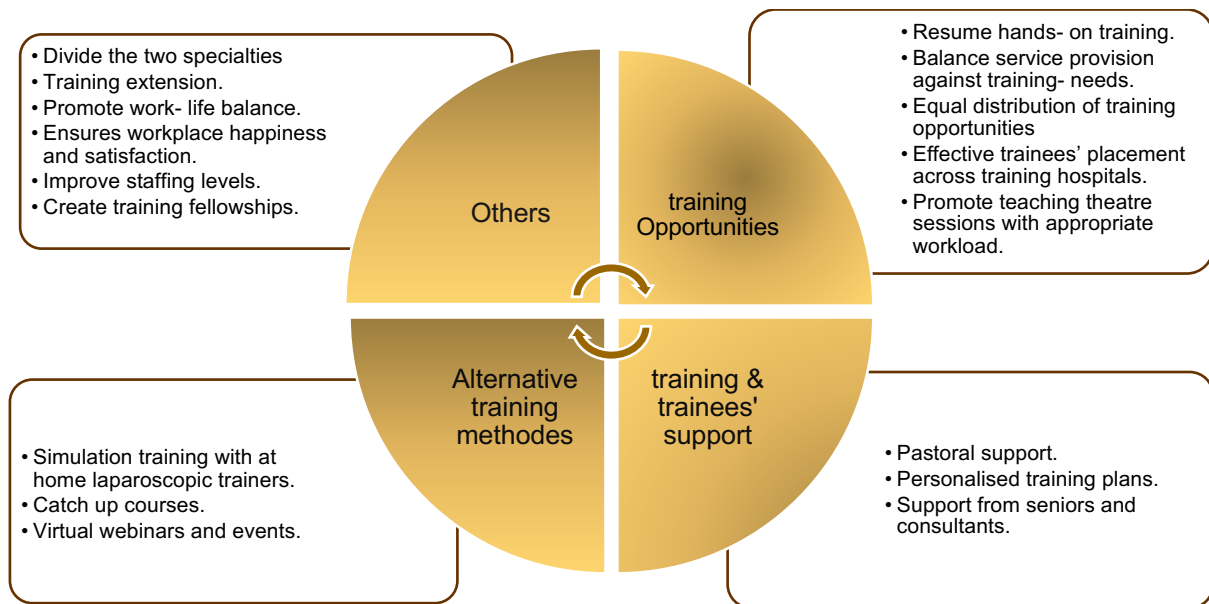 • Divide the two specialties
• Training extension.
• Promote work- life balance.
• Ensures workplace happiness
and satisfaction.
• Improve staffing levels.
• Create training fellowships.
Others
training
Opportunities
• Resume hands- on training.
• Balance service provision
against training- needs.
• Equal distribution of training
opportunities
• Effective trainees’ placement
across training hospitals.
• Promote teaching theatre
sessions with appropriate
workload.
• Simulation training with at
home laparoscopic trainers.
• Catch up courses.
• Virtual webinars and events.
Alternative
training
methodes
training &
trainees'
support
• Pastoral support.
• Personalised training plans.
• Support from seniors and
consultants.